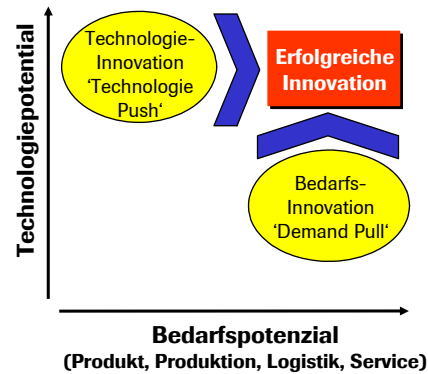 Technologiepotential
Technologie-
Innovation
‘Technologie
Push‘
Erfolgreiche
Innovation
Bedarfs-
Innovation
‘Demand Pull‘
Bedarfspotenzial
(Produkt, Produktion, Logistik, Service)